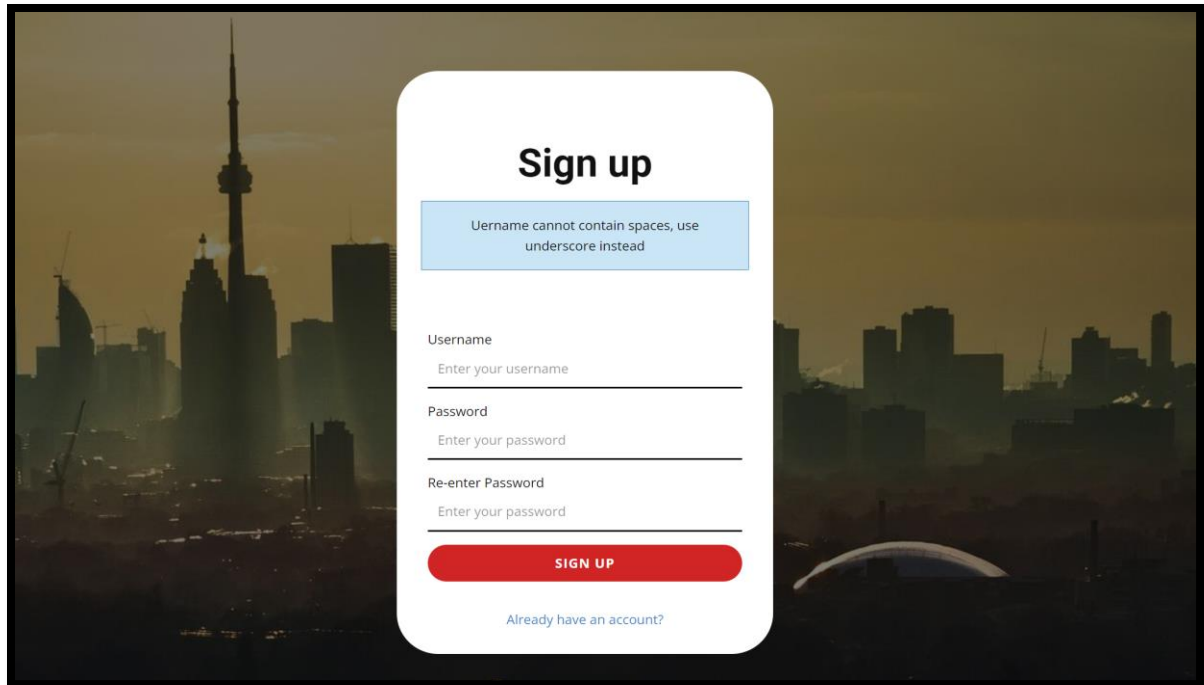 Sign up
Uername cannot contain spaces, use
underscore instead
Username
Enter your username
Password
Enter your password
Re-enter Password
Enter your password
SIGN UP
Already have an account?